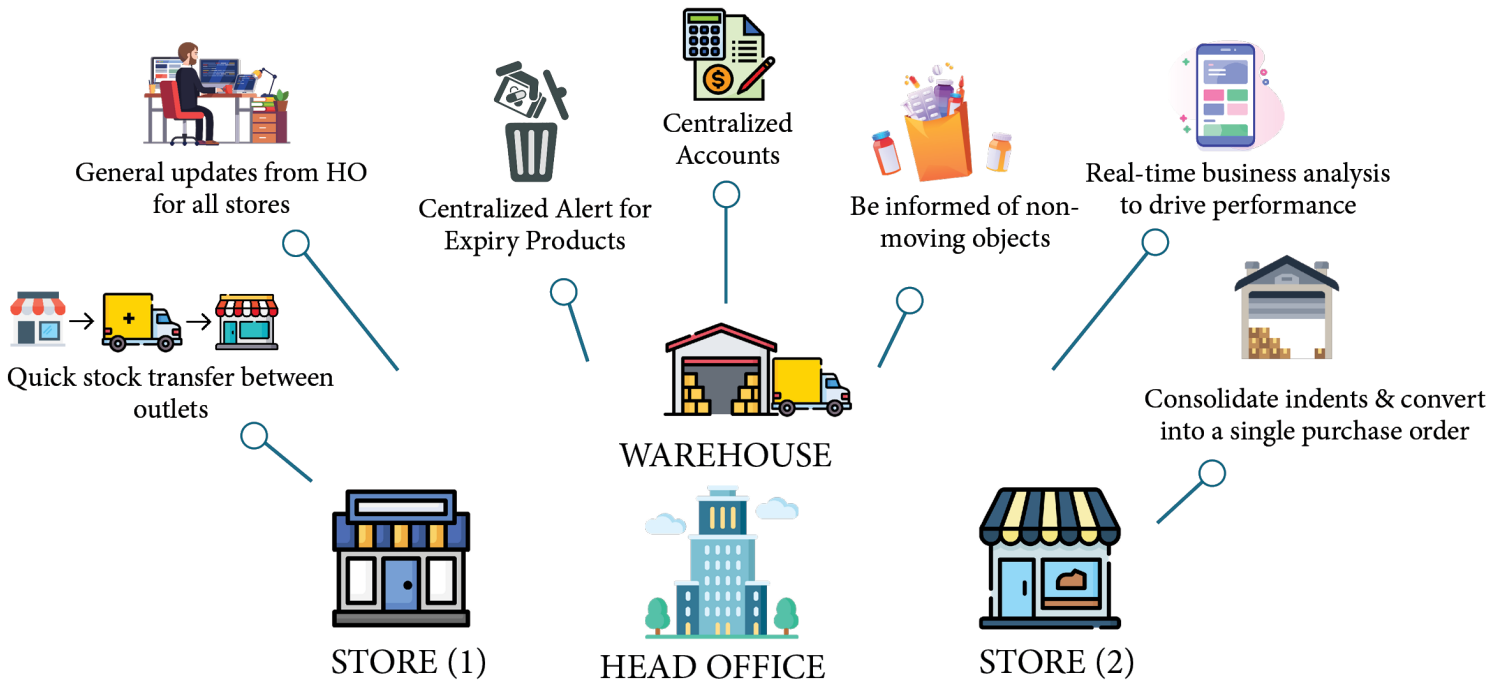 General updates from HO
for all stores
Centralized Alert for
Expiry Products
Centralized
Accounts
Be informed of non-
moving objects
Real-time business analysis
to drive performance
Quick stock transfer between
outlets
Consolidate indents & convert
into a single purchase order
WAREHOUSE
STORE (1)
HEAD OFFICE
STORE (2)